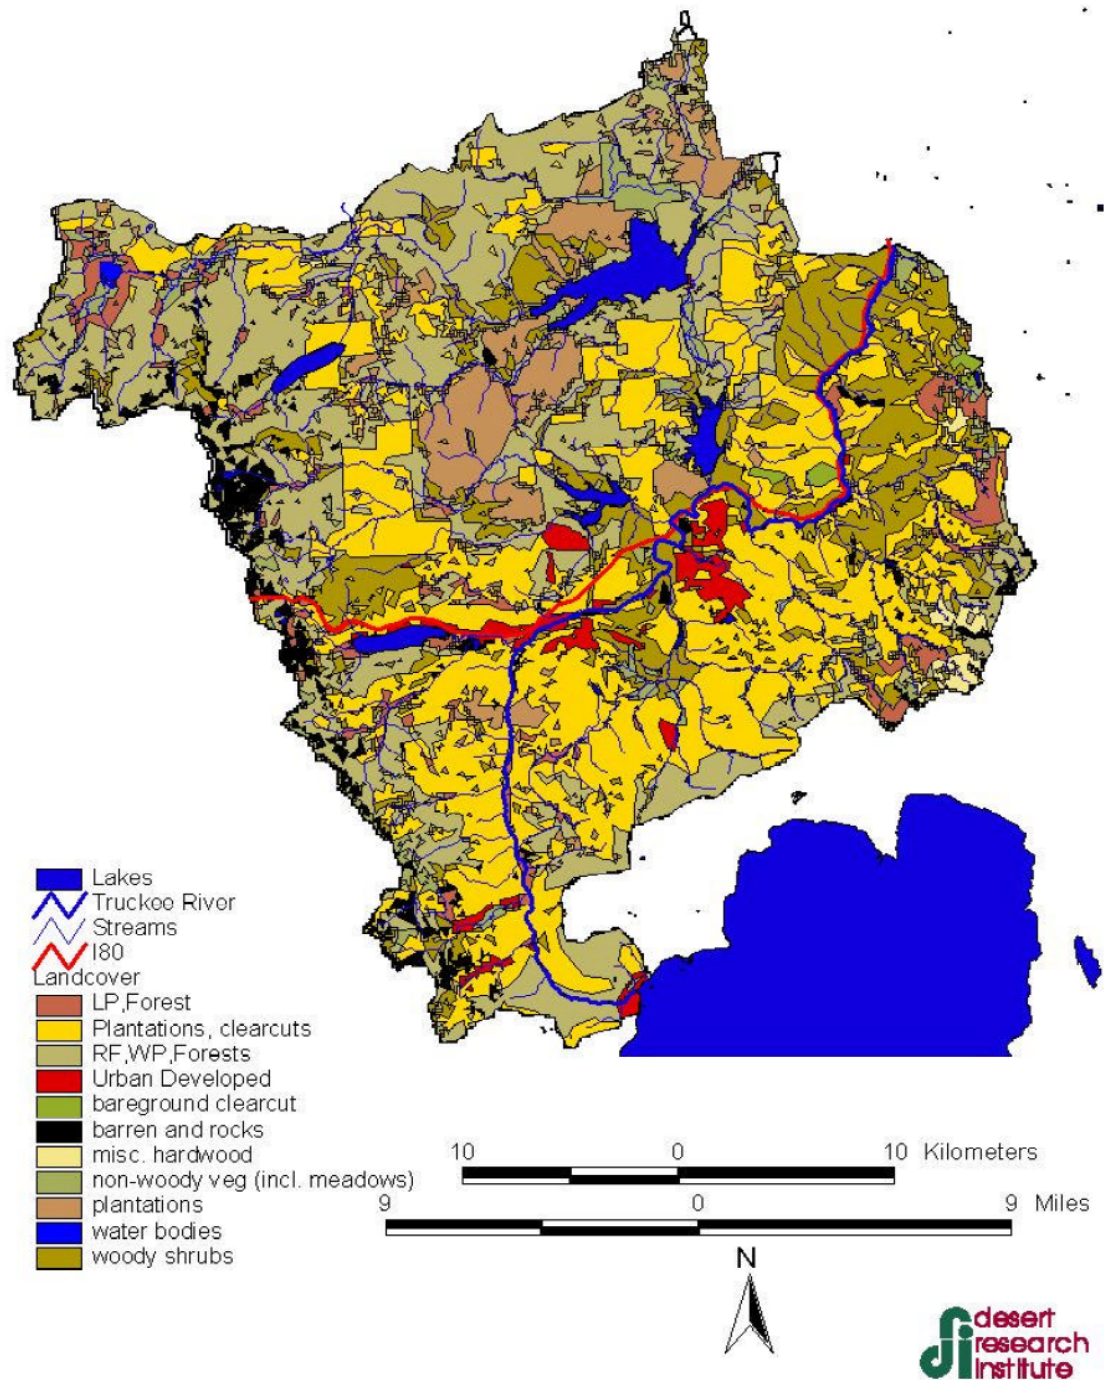 Lakes
Truckee River
Streams
I80
Landcover
LP,Forest
Plantations, clearcuts
RF,WP,Forests
Urban Developed
bareground clearcut
barren and rocks
misc. hardwood
non-woody veg (incl. meadows)
plantations
water bodies
woody shrubs
10 0 10 Kilometers
9 0 9 Miles
N
desert
research
institute